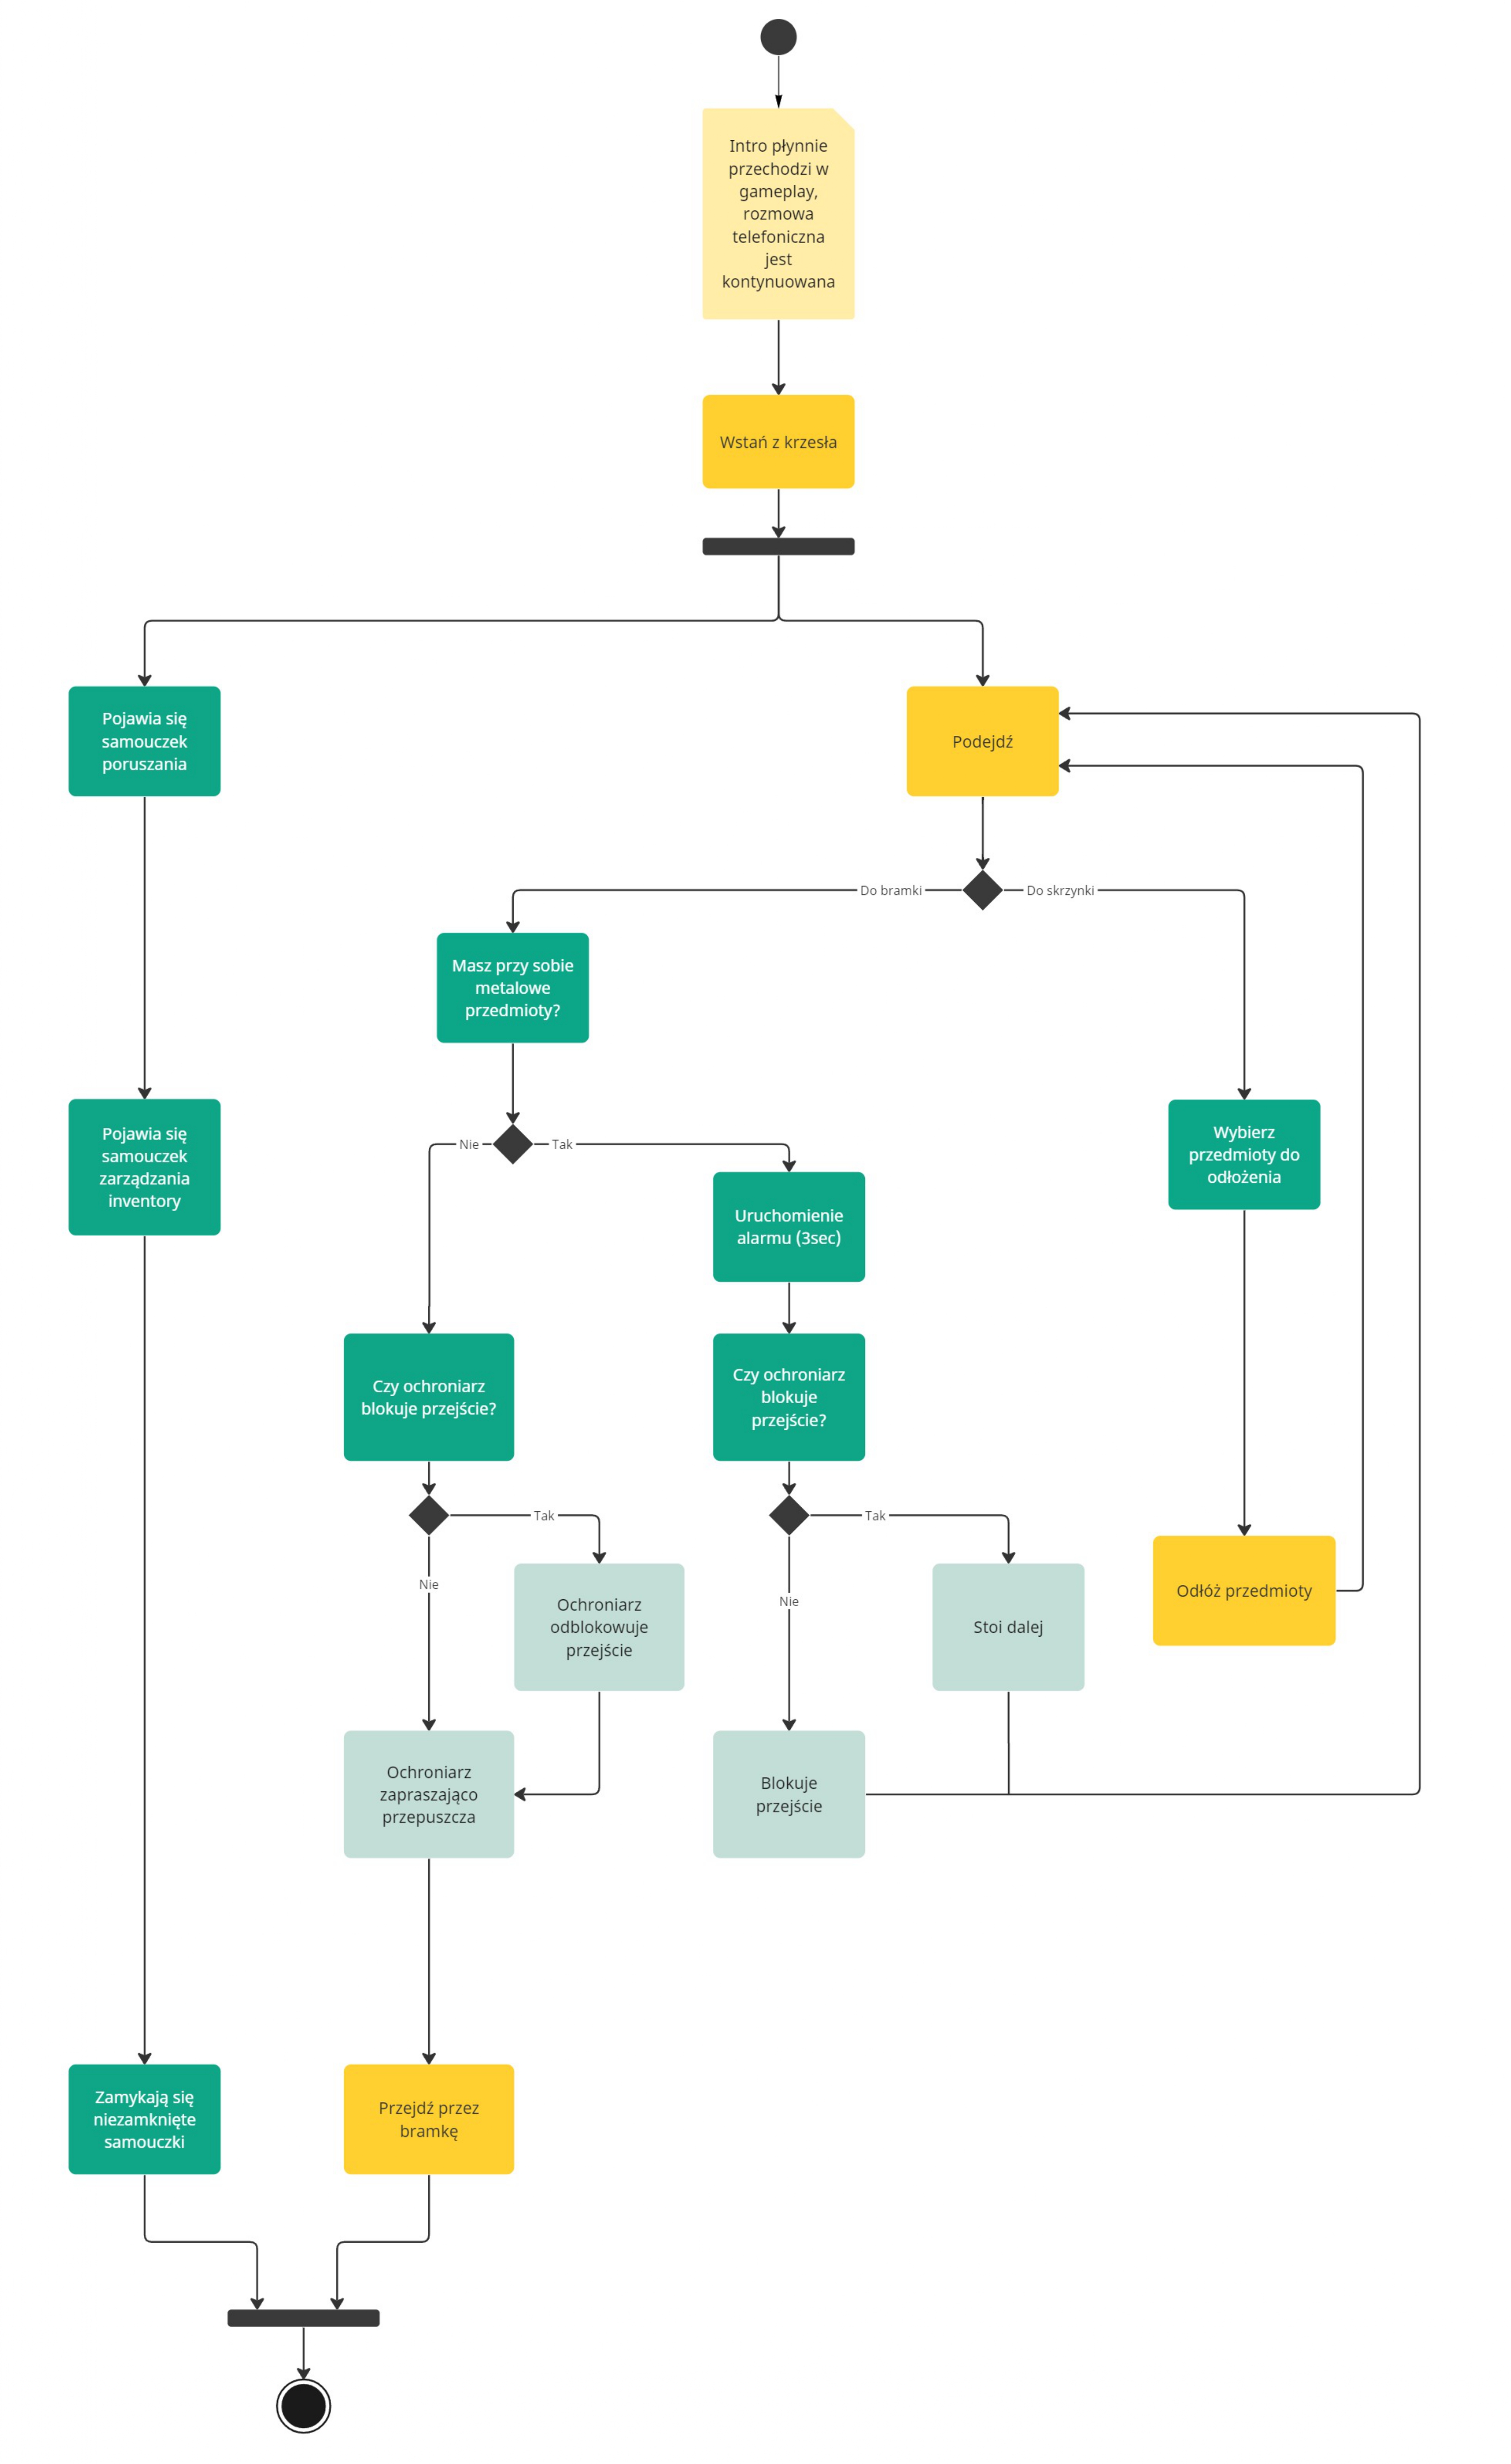 Intro płynnie
przechodzi w
gameplay,
rozmowa
telefoniczna
jest
kontynuowana
Wstań z krzesła
Pojawia się
samouczek
poruszania
Podejdź
Do bramki
Do skrzynki
Masz przy sobie
metalowe
przedmioty?
Pojawia się
samouczek
zarządzania
inventory
Nie
Tak
Wybierz
przedmioty do
odłożenia
Uruchomienie
alarmu (3sec)
Czy ochroniarz
blokuje przejście?
Czy ochroniarz
blokuje
przejście?
Tak
Tak
Nie
Nie
Ochroniarz
odblokowuje
przejście
Stoi dalej
Odłóż przedmioty
Ochroniarz
zapraszająco
przepuszcza
Blokuje
przejście
Zamykają się
niezamknięte
samouczki
Przejdź przez
bramkę